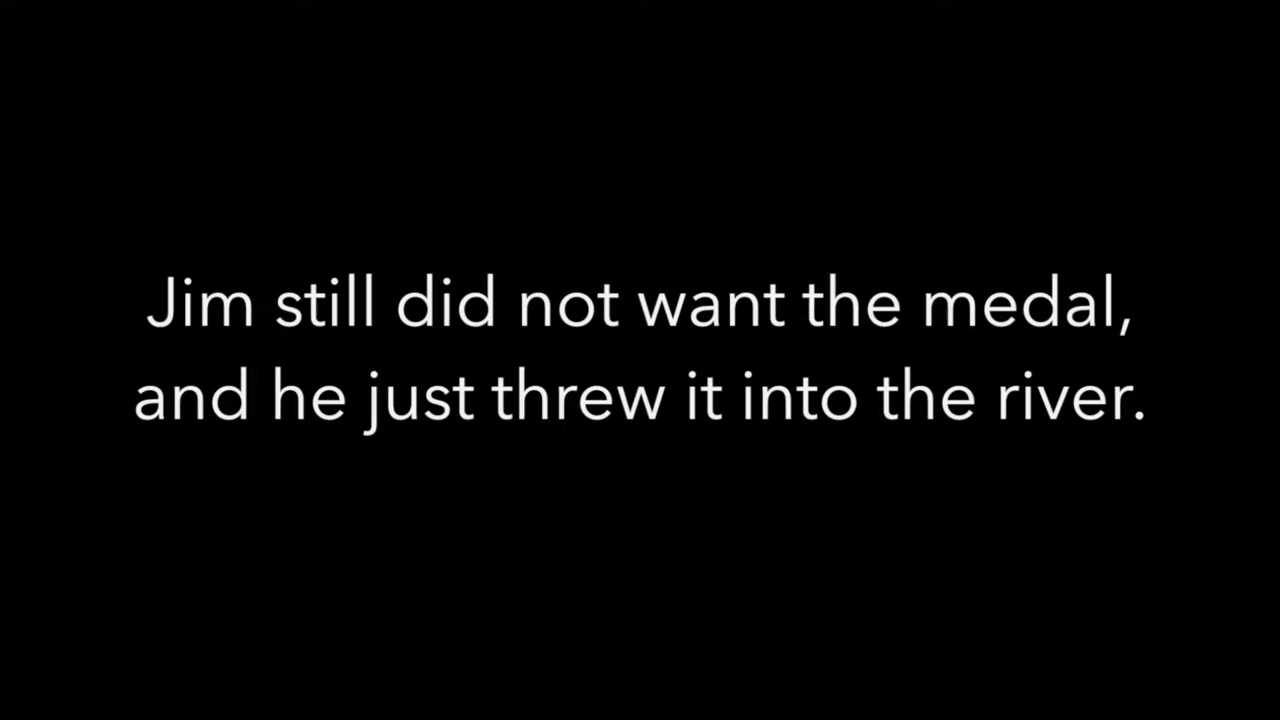 Jim still did not want the medal,
and he just threw it into the river.